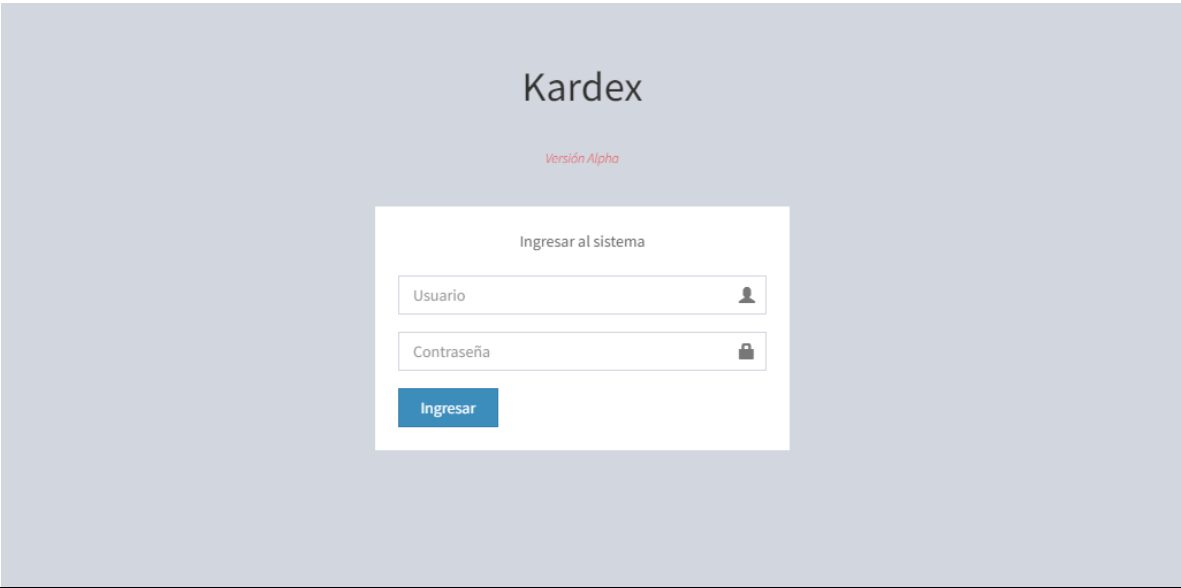 Kardex
Versión Alpha
Ingresar al sistema
Usuario
Contraseña
Ingresar